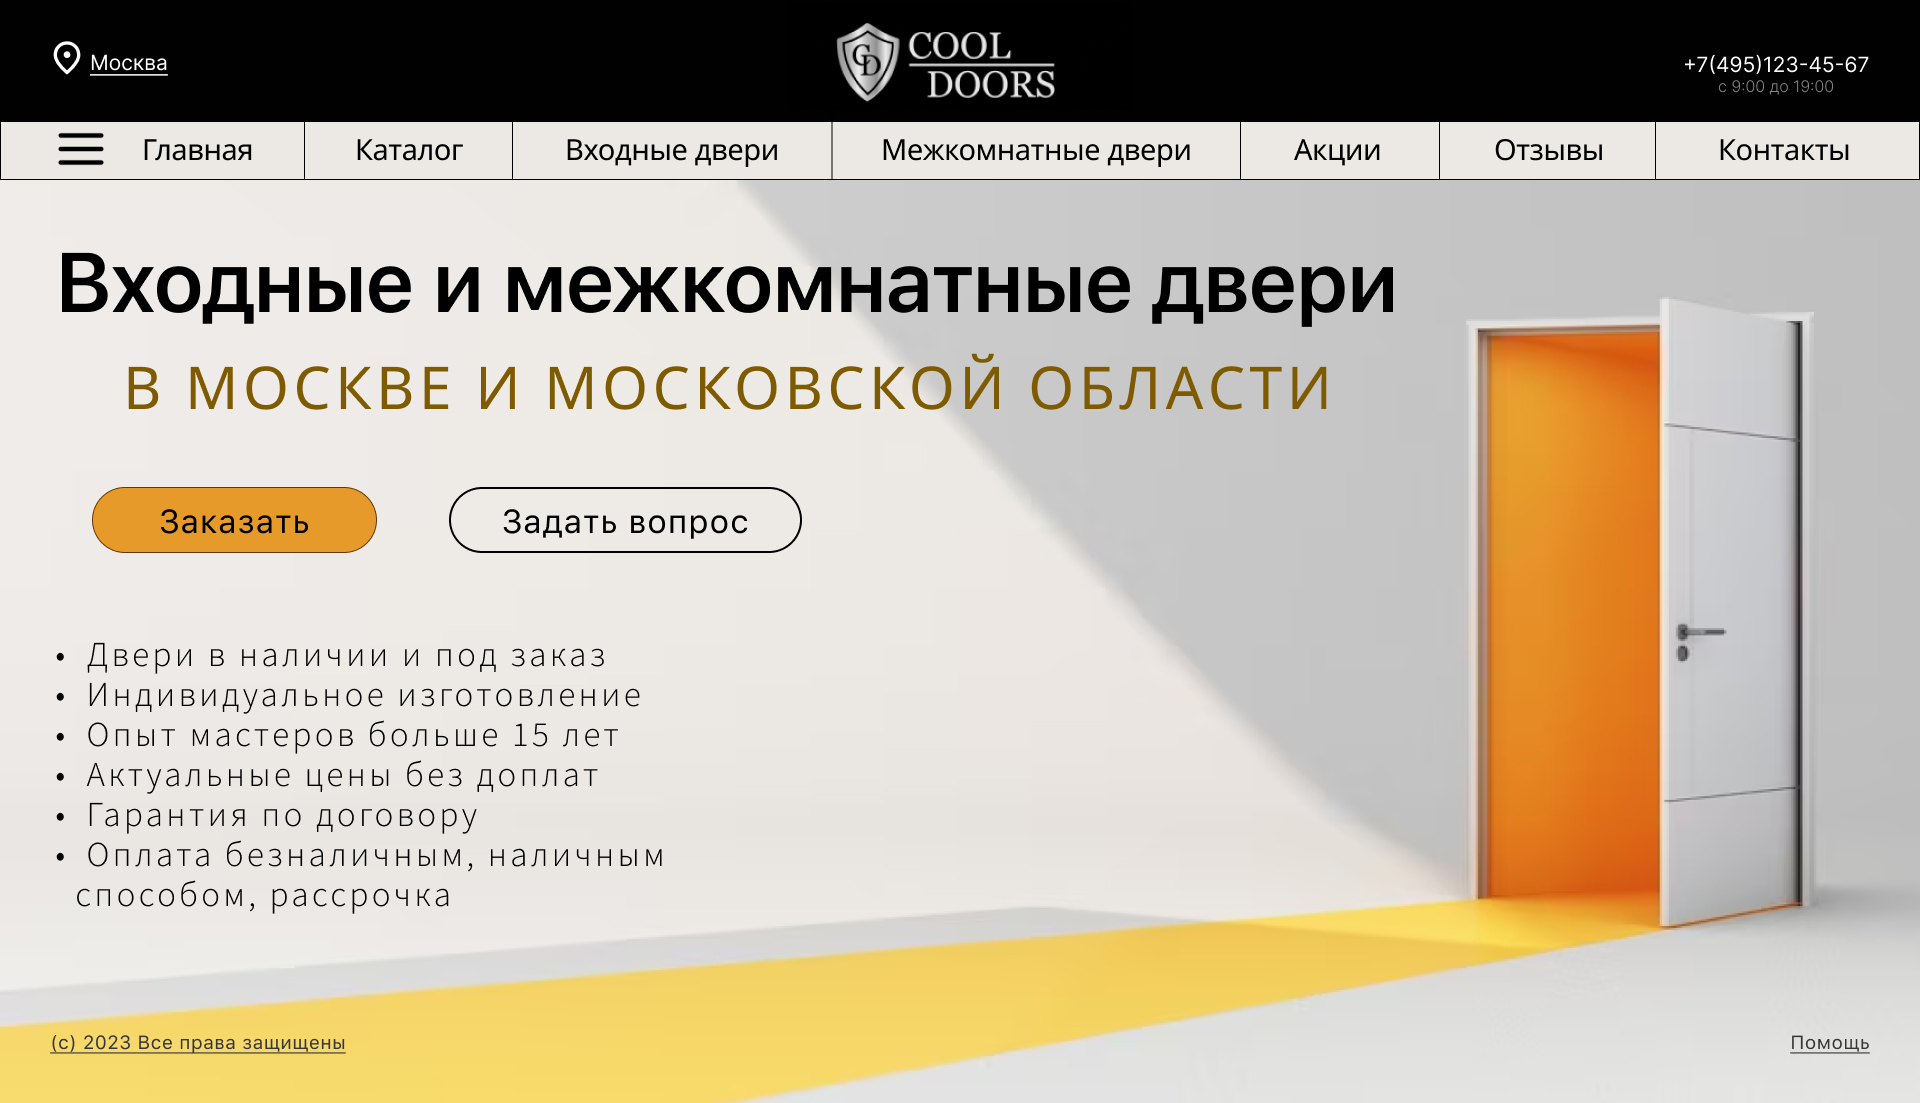 Москва
CD
COOL
DOORS
+7(495)123-45-67
с 9:00 до 19:00
Главная
Каталог
Входные двери
Межкомнатные двери
Акции
Отзывы
Контакты
Входные и межкомнатные двери
В МОСКВЕ И МОСКОВСКОЙ ОБЛАСТИ
Заказать
Задать вопрос
• Двери в наличии и под заказ
• Индивидуальное изготовление
• Опыт мастеров больше 15 лет
• Актуальные цены без доплат
• Гарантия по договору
• Оплата безналичным, наличным
способом, рассрочка
(с) 2023 Все права защищены
Помощь